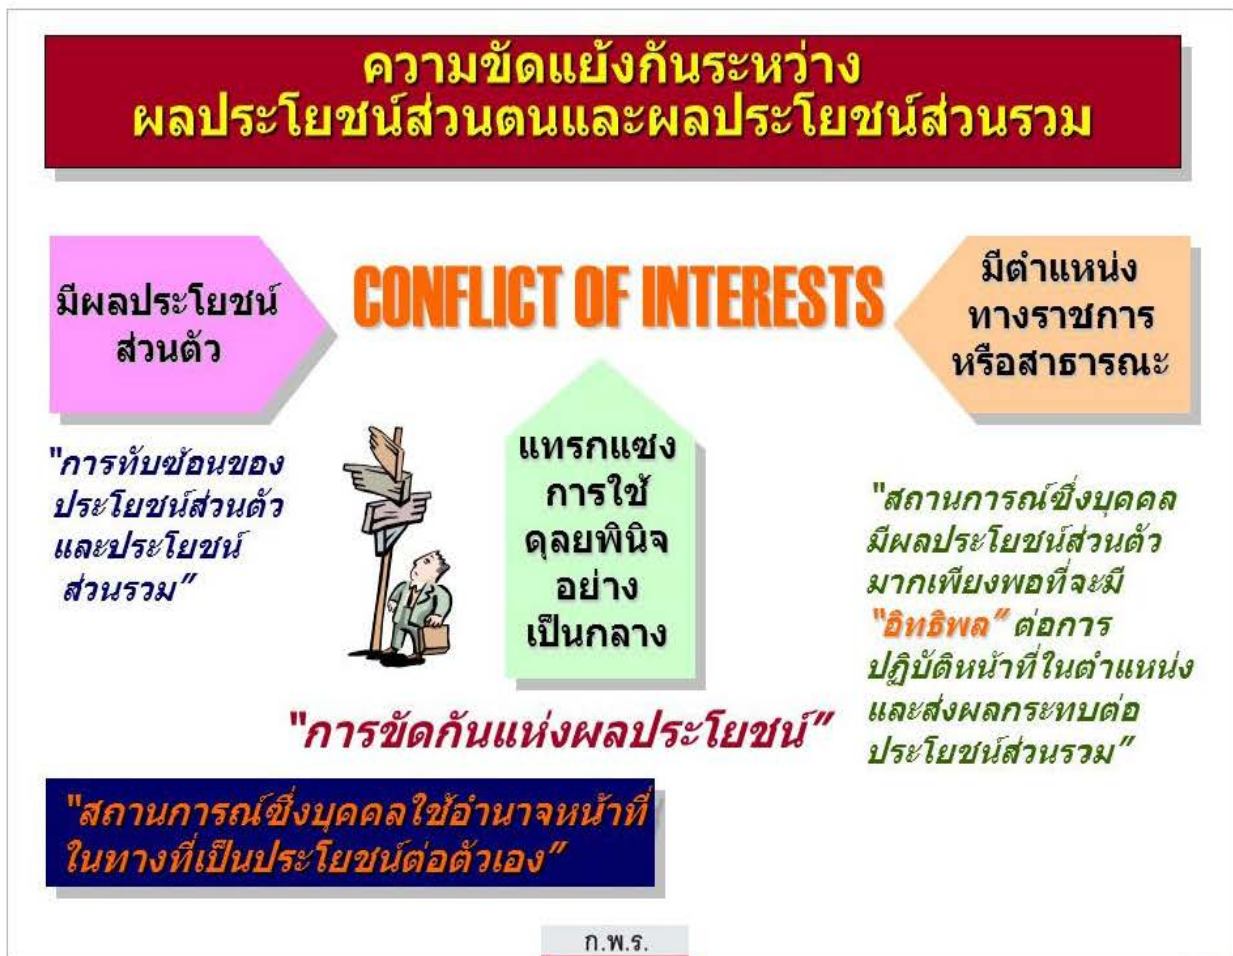 ความขัดแย้งกันระหว่าง
ผลประโยชน์ส่วนตนและผลประโยชน์ส่วนรวม
มีผลประโยชน์
ส่วนตัว
CONFLICT OF INTERESTS
มีตำแหน่ง
ทางราชการ
หรือสาธารณะ
"การทับซ้อนของ
ประโยชน์ส่วนตัว
และประโยชน์
ส่วนรวม"
แทรกแซง
การใช้
ดุลยพินิจ
อย่าง
เป็นกลาง
"สถานการณ์ซึ่งบุคคล
มีผลประโยชน์ส่วนตัว
มากเพียงพอที่จะมี
"อิทธิพล" ต่อการ
ปฏิบัติหน้าที่ในตำแหน่ง
และส่งผลกระทบต่อ
ประโยชน์ส่วนรวม"
"การขัดกันแห่งผลประโยชน์"
"สถานการณ์ซึ่งบุคคลใช้อำนาจหน้าที่
ในทางที่เป็นประโยชน์ต่อตัวเอง"
ก.พ.ร.